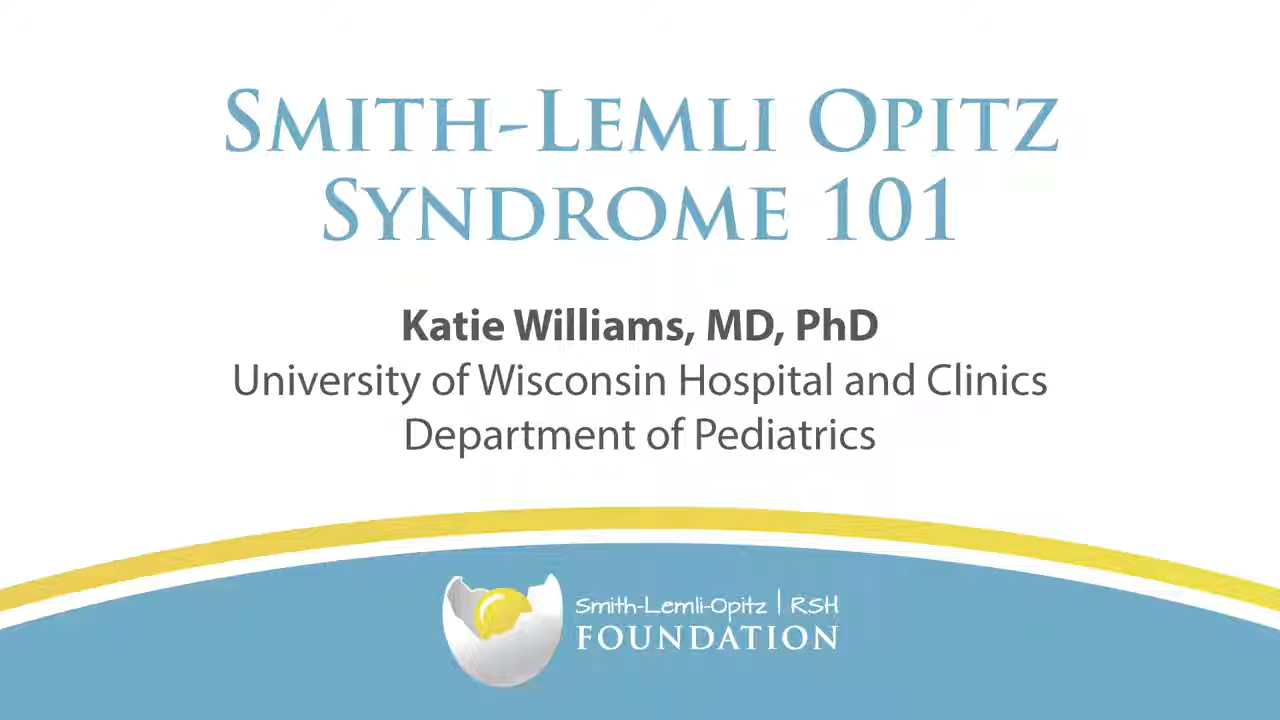 Smith-Lemli Opitz
Syndrome 101
Katie Williams, MD, PhD
University of Wisconsin Hospital and Clinics
Department of Pediatrics
Smith-Lemli-Opitz | RSH
FOUNDATION